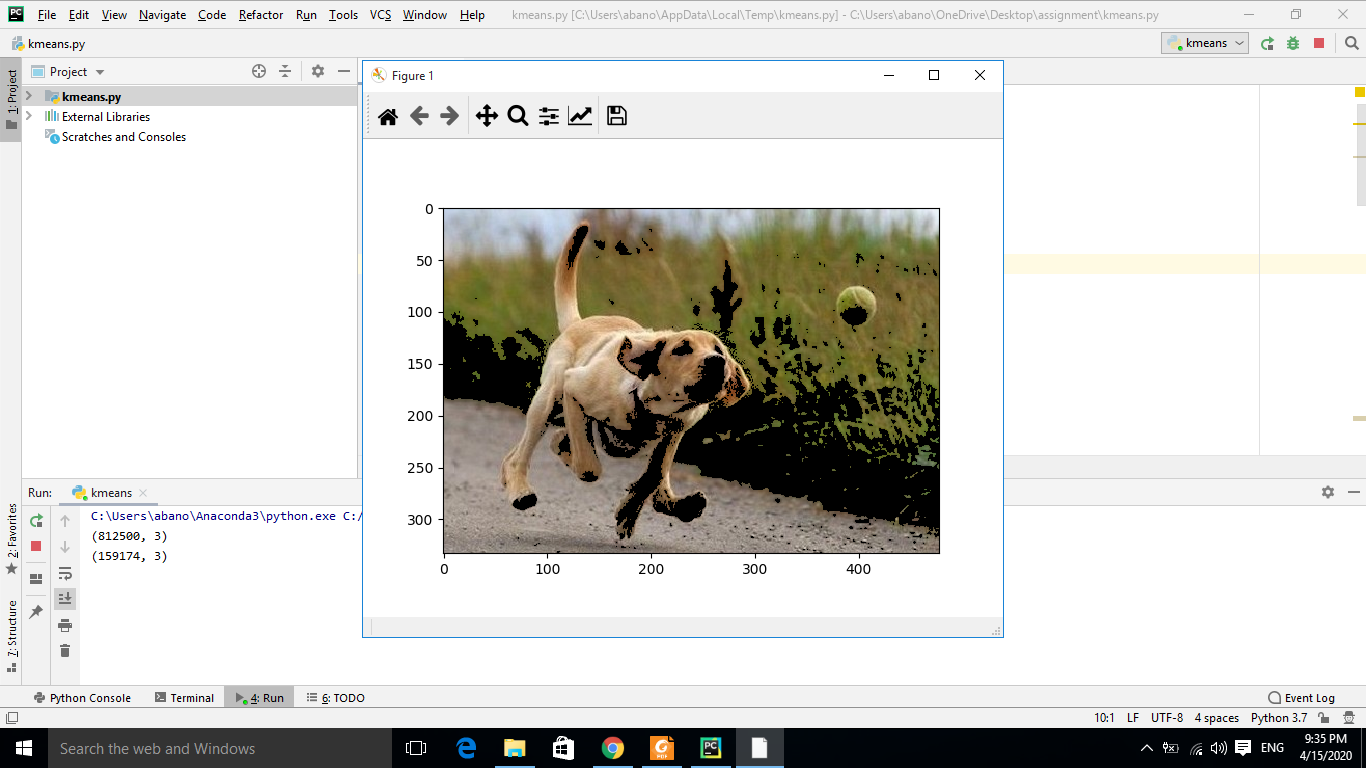 File Edit View Navigate Code Refactor Run Tools VCS Window Help kmeans.py [C:\Users\abano\AppData\Local\Temp\kmeans.py] - C:\Users\abano\OneDrive\Desktop\assignment\kmeans.py
kmeans.py
kmeans
1: Project
Project
kmeans.py
External Libraries
Scratches and Consoles
Figure 1
0
50
100
150
200
250
300
0 100 200 300 400
2: Favorites
7: Structure
Run: kmeans
C:\Users\abano\Anaconda3\python.exe C:/
(812500, 3)
(159174, 3)
Python Console Terminal 4: Run 6: TODO Event Log
10:1 LF UTF-8 4 spaces Python 3.7
Search the web and Windows
PDF
PC
ENG
9:35 PM
4/15/2020